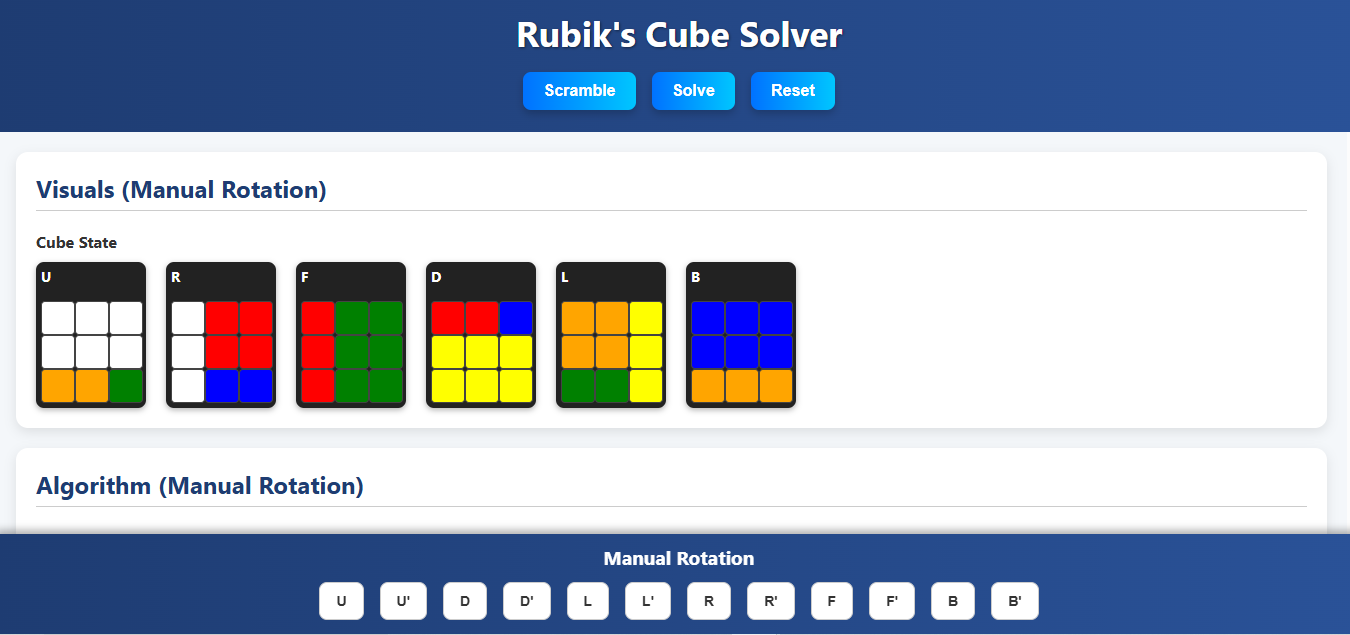 Rubik's Cube Solver
Scramble Solve Reset
Visuals (Manual Rotation)
Cube State
U R F D L B
Algorithm (Manual Rotation)
Manual Rotation
U U' D D' L L' R R' F F' B B'